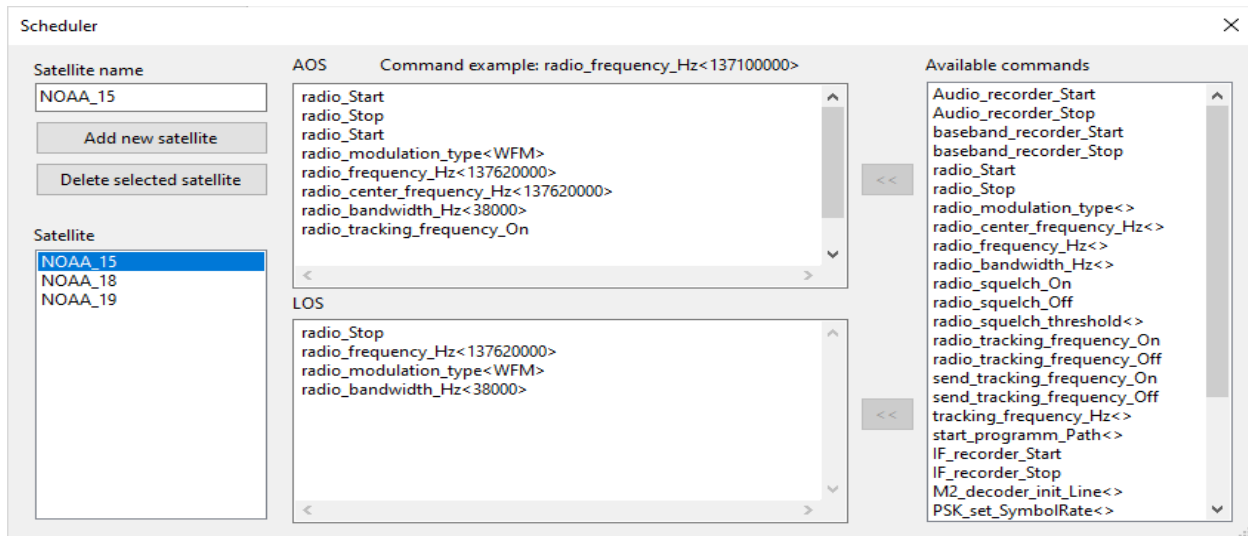 Scheduler
Satellite name
NOAA_15
Add new satellite
Delete selected satellite
Satellite
NOAA_15
NOAA_18
NOAA_19
AOS Command example: radio_frequency_Hz<137100000>
radio_Start
radio_Stop
radio_Start
radio_modulation_type<WFM>
radio_frequency_Hz<137620000>
radio_center_frequency_Hz<137620000>
radio_bandwidth_Hz<38000>
radio_tracking_frequency_On
<<
LOS
radio_Stop
radio_frequency_Hz<137620000>
radio_modulation_type<WFM>
radio_bandwidth_Hz<38000>
<<
Available commands
Audio_recorder_Start
Audio_recorder_Stop
baseband_recorder_Start
baseband_recorder_Stop
radio_Start
radio_Stop
radio_modulation_type<>
radio_center_frequency_Hz<>
radio_frequency_Hz<>
radio_bandwidth_Hz<>
radio_squelch_On
radio_squelch_Off
radio_squelch_threshold<>
radio_tracking_frequency_On
radio_tracking_frequency_Off
send_tracking_frequency_On
send_tracking_frequency_Off
tracking_frequency_Hz<>
start_programm_Path<>
IF_recorder_Start
IF_recorder_Stop
M2_decoder_init_Line<>
PSK_set_SymbolRate<>